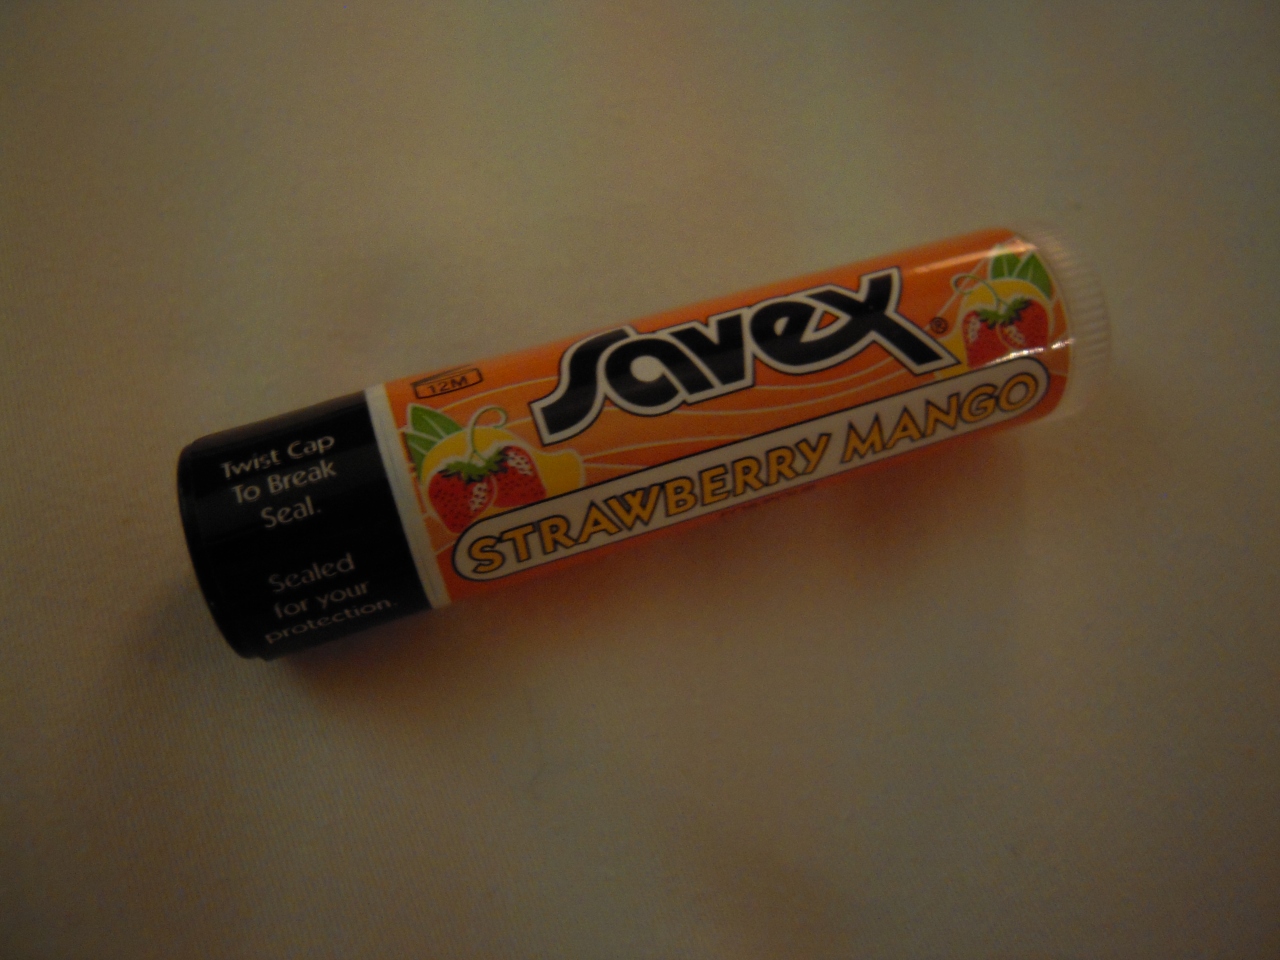 Savex®
STRAWBERRY MANGO
12M
Twist Cap
To Break
Seal.
Sealed
for your
protection.